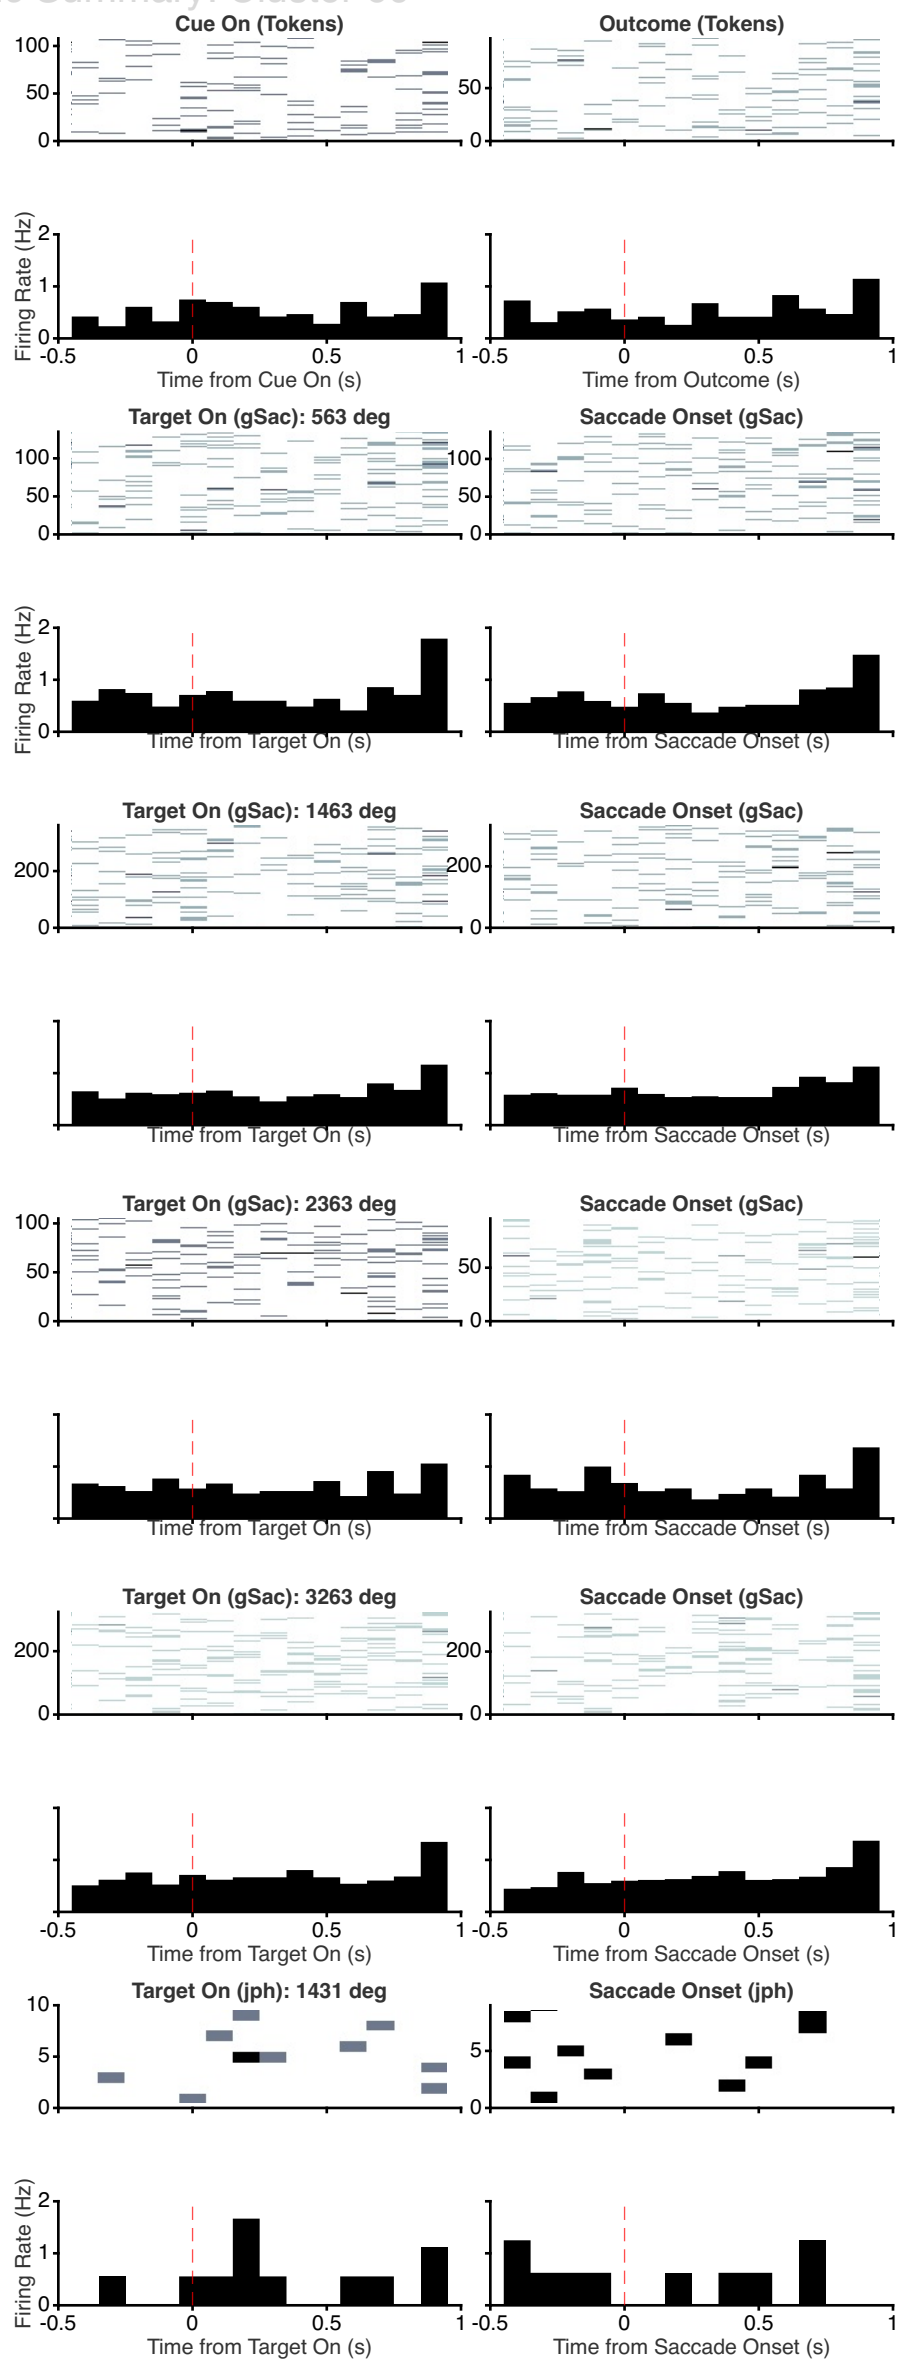 Summary: Cluster
Cue On (Tokens) Outcome (Tokens)
100
50
0
50
0
Firing Rate (Hz)
2
1
0
-0.5 0 0.5 1 -0.5 0 0.5 1
Time from Cue On (s) Time from Outcome (s)
Target On (gSac): 563 deg Saccade Onset (gSac)
100
50
0
100
50
0
Firing Rate (Hz)
2
1
0
Time from Target On (s) Time from Saccade Onset (s)
Target On (gSac): 1463 deg Saccade Onset (gSac)
200
0
200
0
Time from Target On (s) Time from Saccade Onset (s)
Target On (gSac): 2363 deg Saccade Onset (gSac)
100
50
0
50
0
Time from Target On (s) Time from Saccade Onset (s)
Target On (gSac): 3263 deg Saccade Onset (gSac)
200
0
200
0
-0.5 0 0.5 1 -0.5 0 0.5 1
Time from Target On (s) Time from Saccade Onset (s)
Target On (jph): 1431 deg Saccade Onset (jph)
10
5
0
5
0
Firing Rate (Hz)
2
1
0
-0.5 0 0.5 1 -0.5 0 0.5 1
Time from Target On (s) Time from Saccade Onset (s)